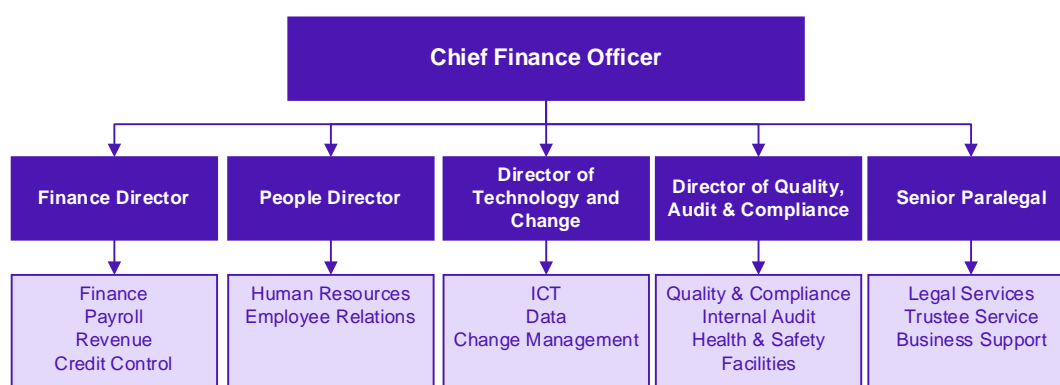 Chief Finance Officer
Finance Director
People Director
Director of
Technology and
Change
Director of Quality,
Audit & Compliance
Senior Paralegal
Finance
Payroll
Revenue
Credit Control
Human Resources
Employee Relations
ICT
Data
Change Management
Quality & Compliance
Internal Audit
Health & Safety
Facilities
Legal Services
Trustee Service
Business Support